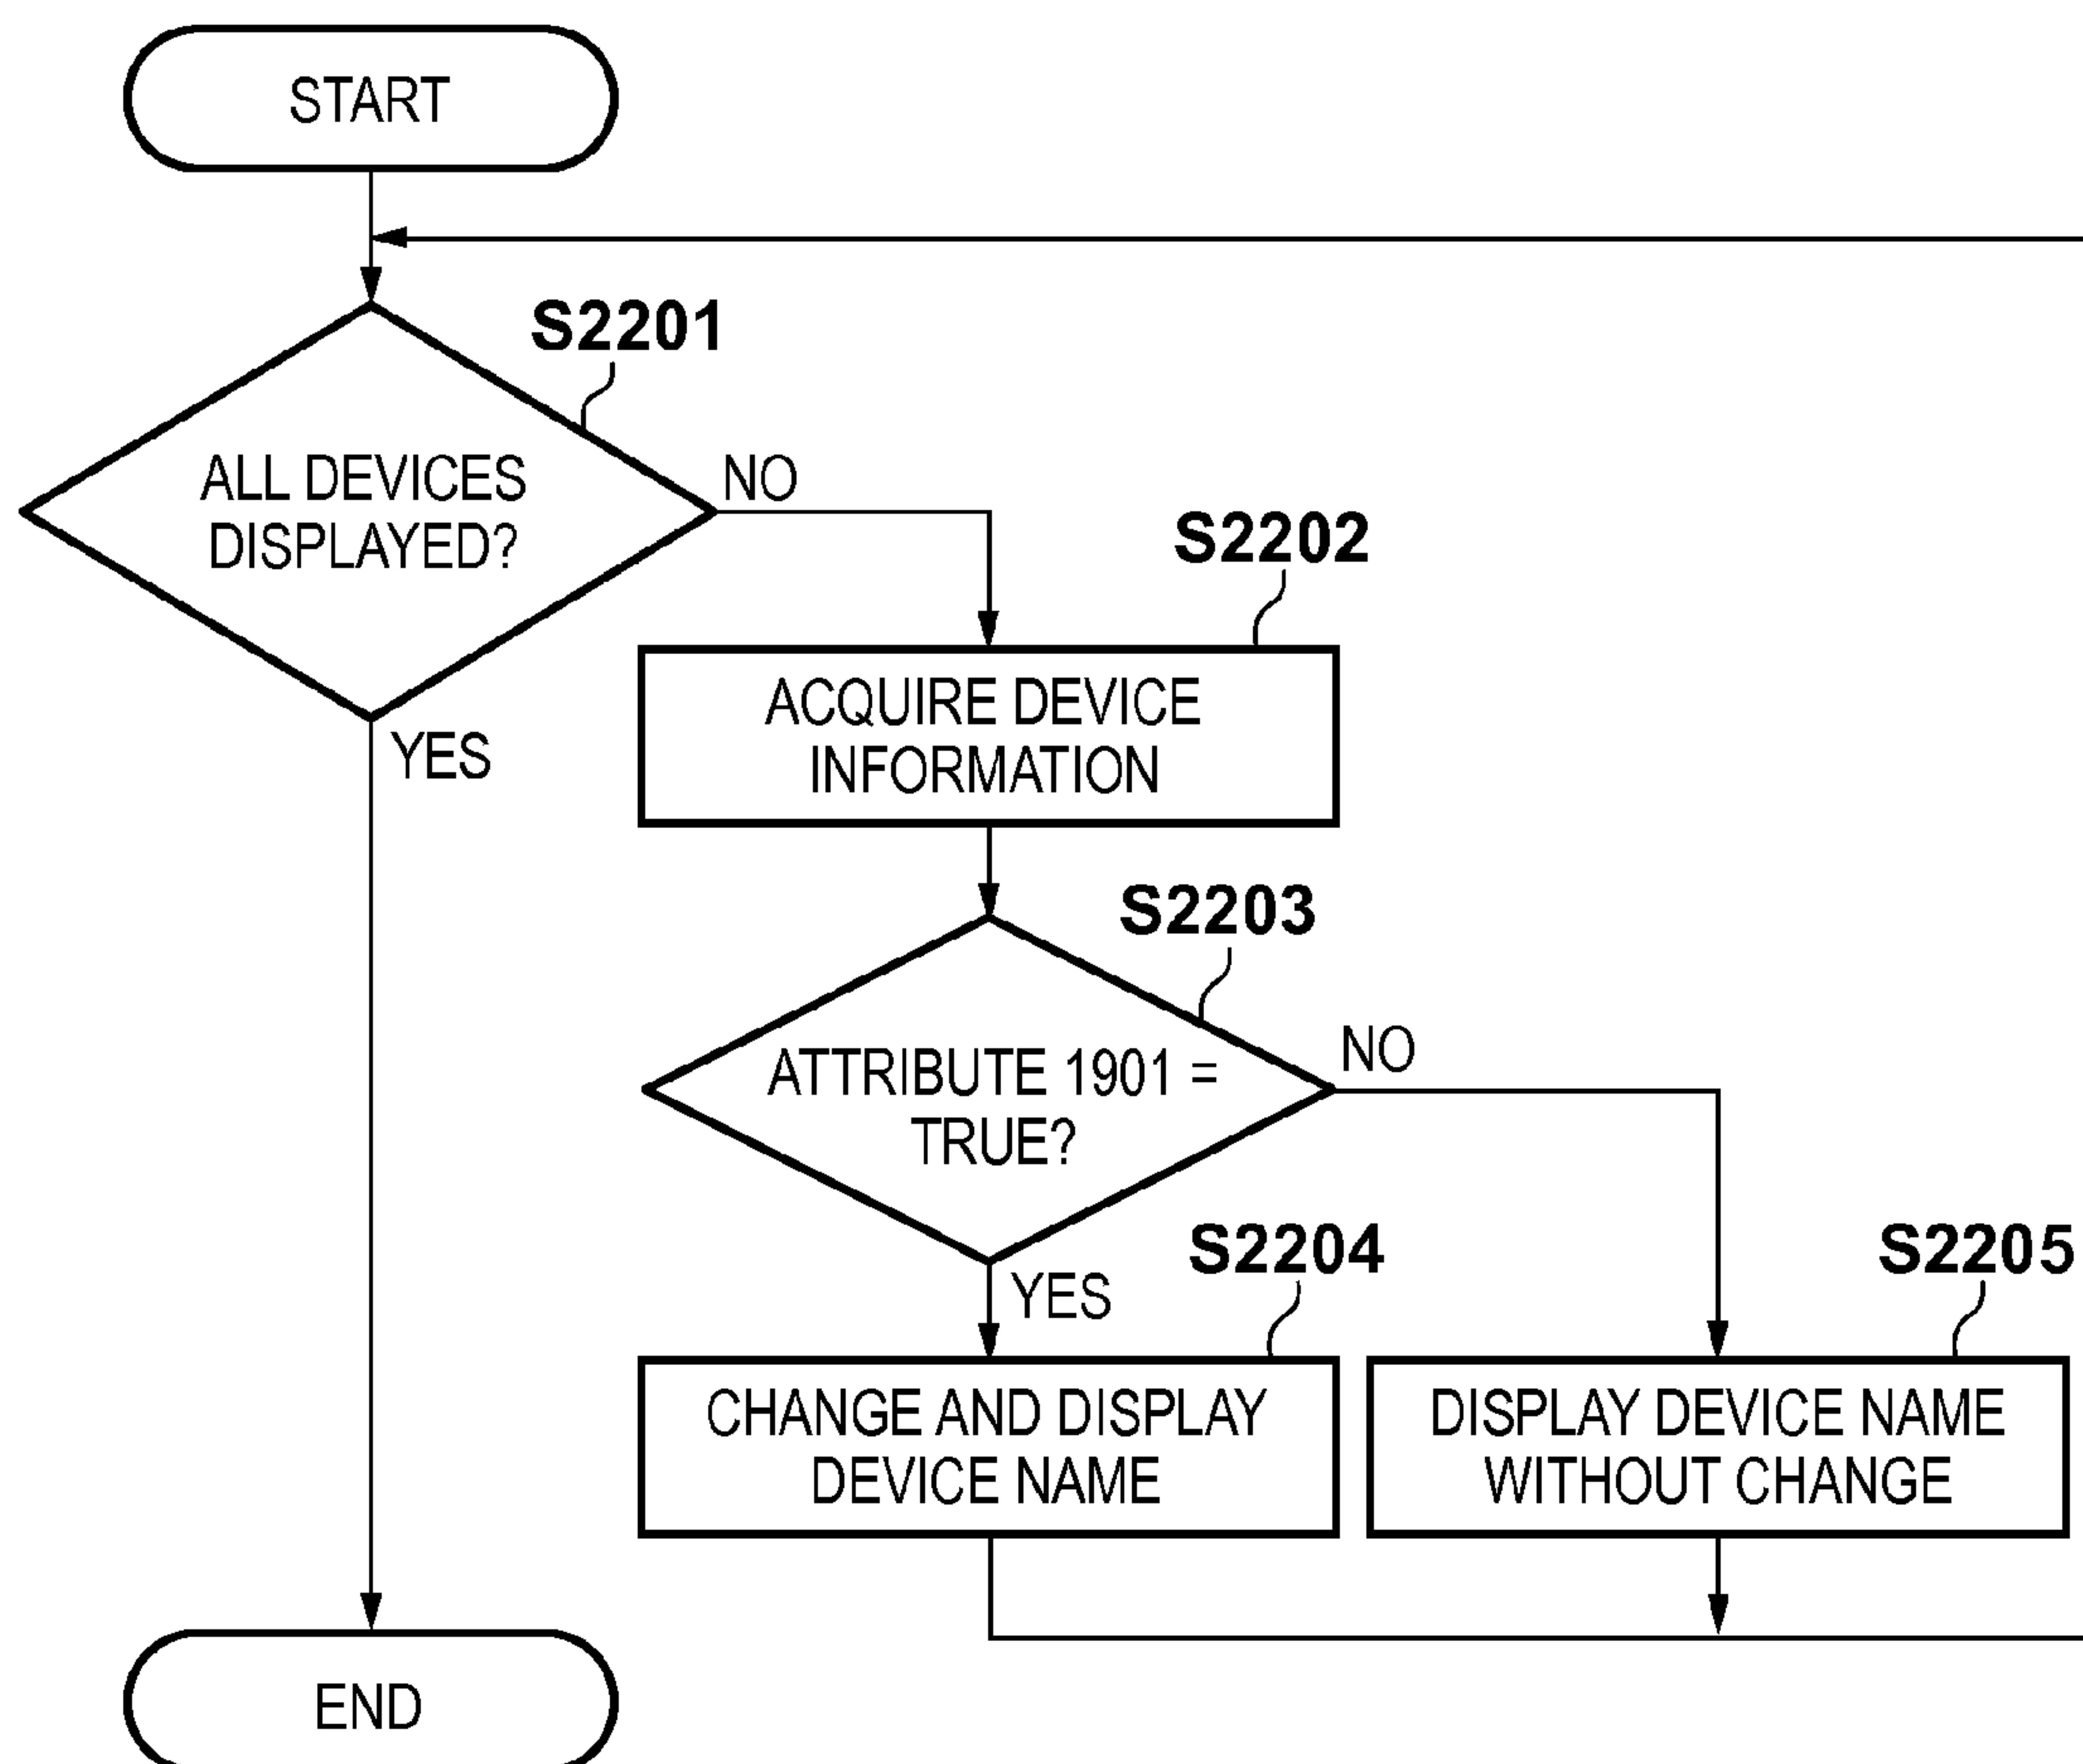 START
S2201
ALL DEVICES
DISPLAYED?
NO
YES
S2202
ACQUIRE DEVICE
INFORMATION
S2203
ATTRIBUTE 1901 =
TRUE?
NO
YES
S2204
CHANGE AND DISPLAY
DEVICE NAME
S2205
DISPLAY DEVICE NAME
WITHOUT CHANGE
END